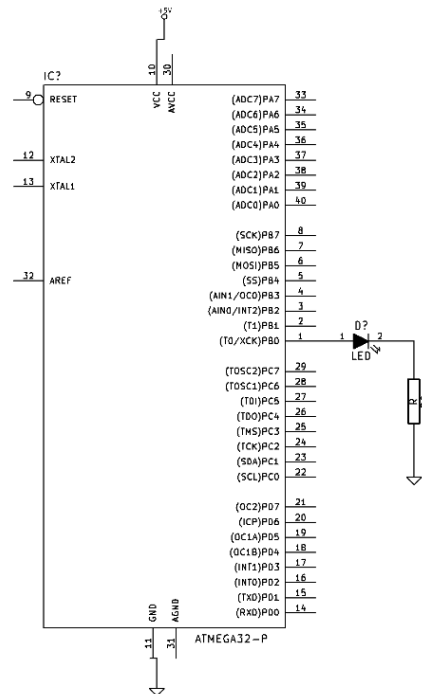 +5V
10
30
IC?
VCC
AVCC
9
RESET
12
XTAL2
13
XTAL1
32
AREF
(ADC7)PA7 33
(ADC6)PA6 34
(ADC5)PA5 35
(ADC4)PA4 36
(ADC3)PA3 37
(ADC2)PA2 38
(ADC1)PA1 39
(ADC0)PA0 40
(SCK)PB7 8
(MISO)PB6 7
(MOSI)PB5 6
(SS)PB4 5
(AIN1/OC0)PB3 4
(AIN0/INT2)PB2 3
(T1)PB1 2
(T0/XCK)PB0 1
1 D? 2
LED
R
(TOSC2)PC7 29
(TOSC1)PC6 28
(TDI)PC5 27
(TDO)PC4 26
(TMS)PC3 25
(TCK)PC2 24
(SDA)PC1 23
(SCL)PC0 22
(OC2)PD7 21
(ICP)PD6 20
(OC1A)PD5 19
(OC1B)PD4 18
(INT1)PD3 17
(INT0)PD2 16
(TXD)PD1 15
(RXD)PD0 14
GND
AGND
11
31
ATMEGA32-P